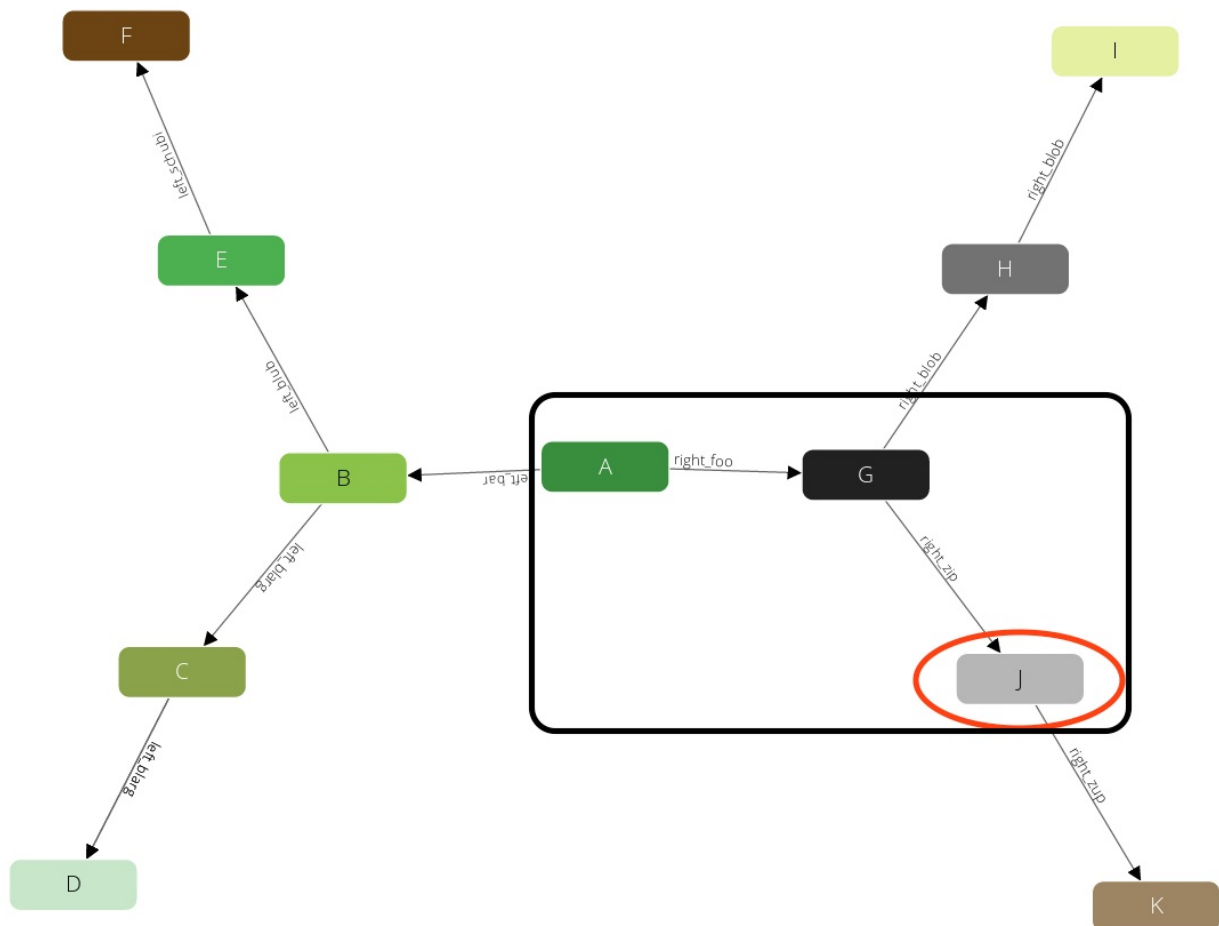 F
I
left_schubi
right_blob
E
H
left_blub
right_blob
A
right_foo
G
B
left_bar
left_blarg
right_zip
C
J
left_blarg
right_zup
D
K